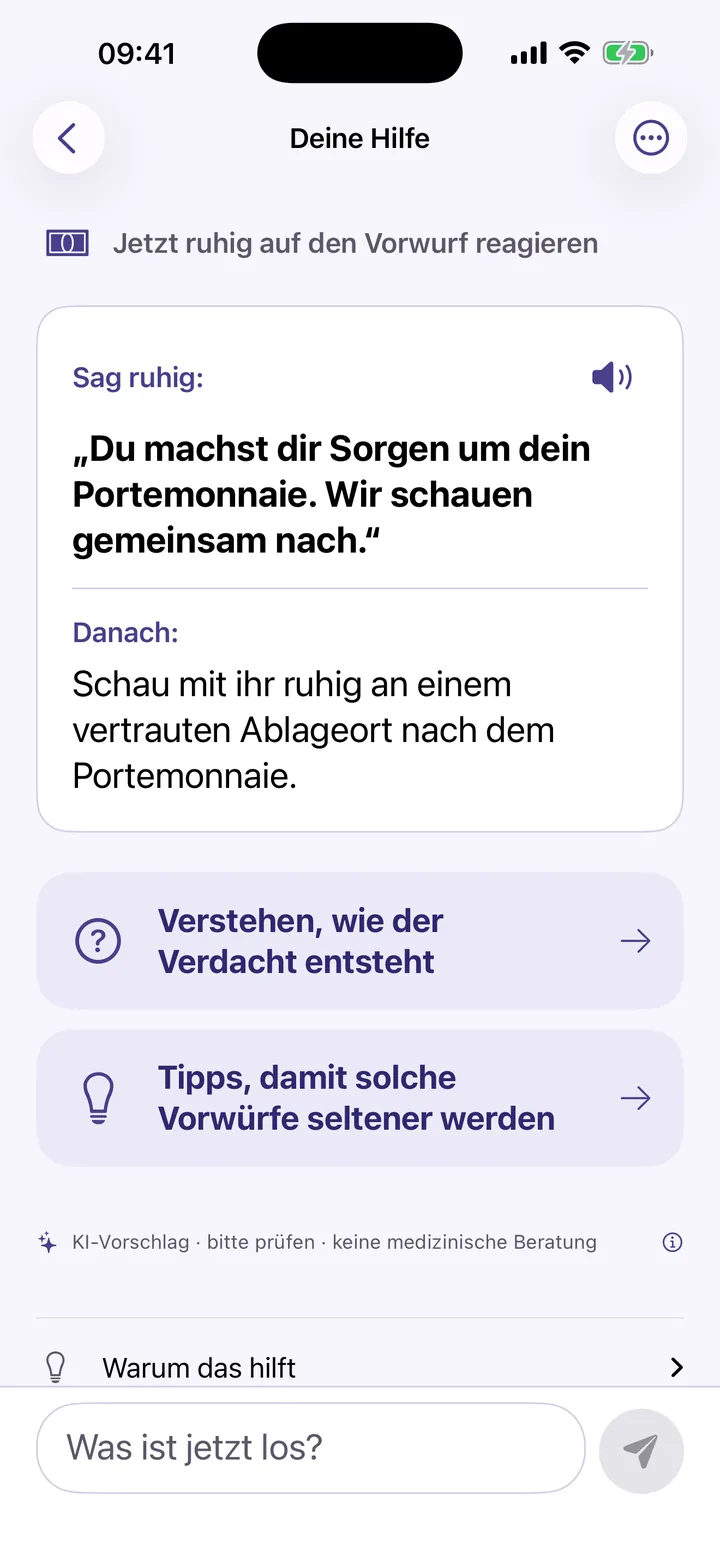 09:41
Deine Hilfe
Jetzt ruhig auf den Vorwurf reagieren
Sag ruhig:
„Du machst dir Sorgen um dein
Portemonnaie. Wir schauen
gemeinsam nach.“
Danach:
Schau mit ihr ruhig an einem
vertrauten Ablageort nach dem
Portemonnaie.
Verstehen, wie der
Verdacht entsteht
Tipps, damit solche
Vorwürfe seltener werden
KI-Vorschlag · bitte prüfen · keine medizinische Beratung
Warum das hilft
Was ist jetzt los?